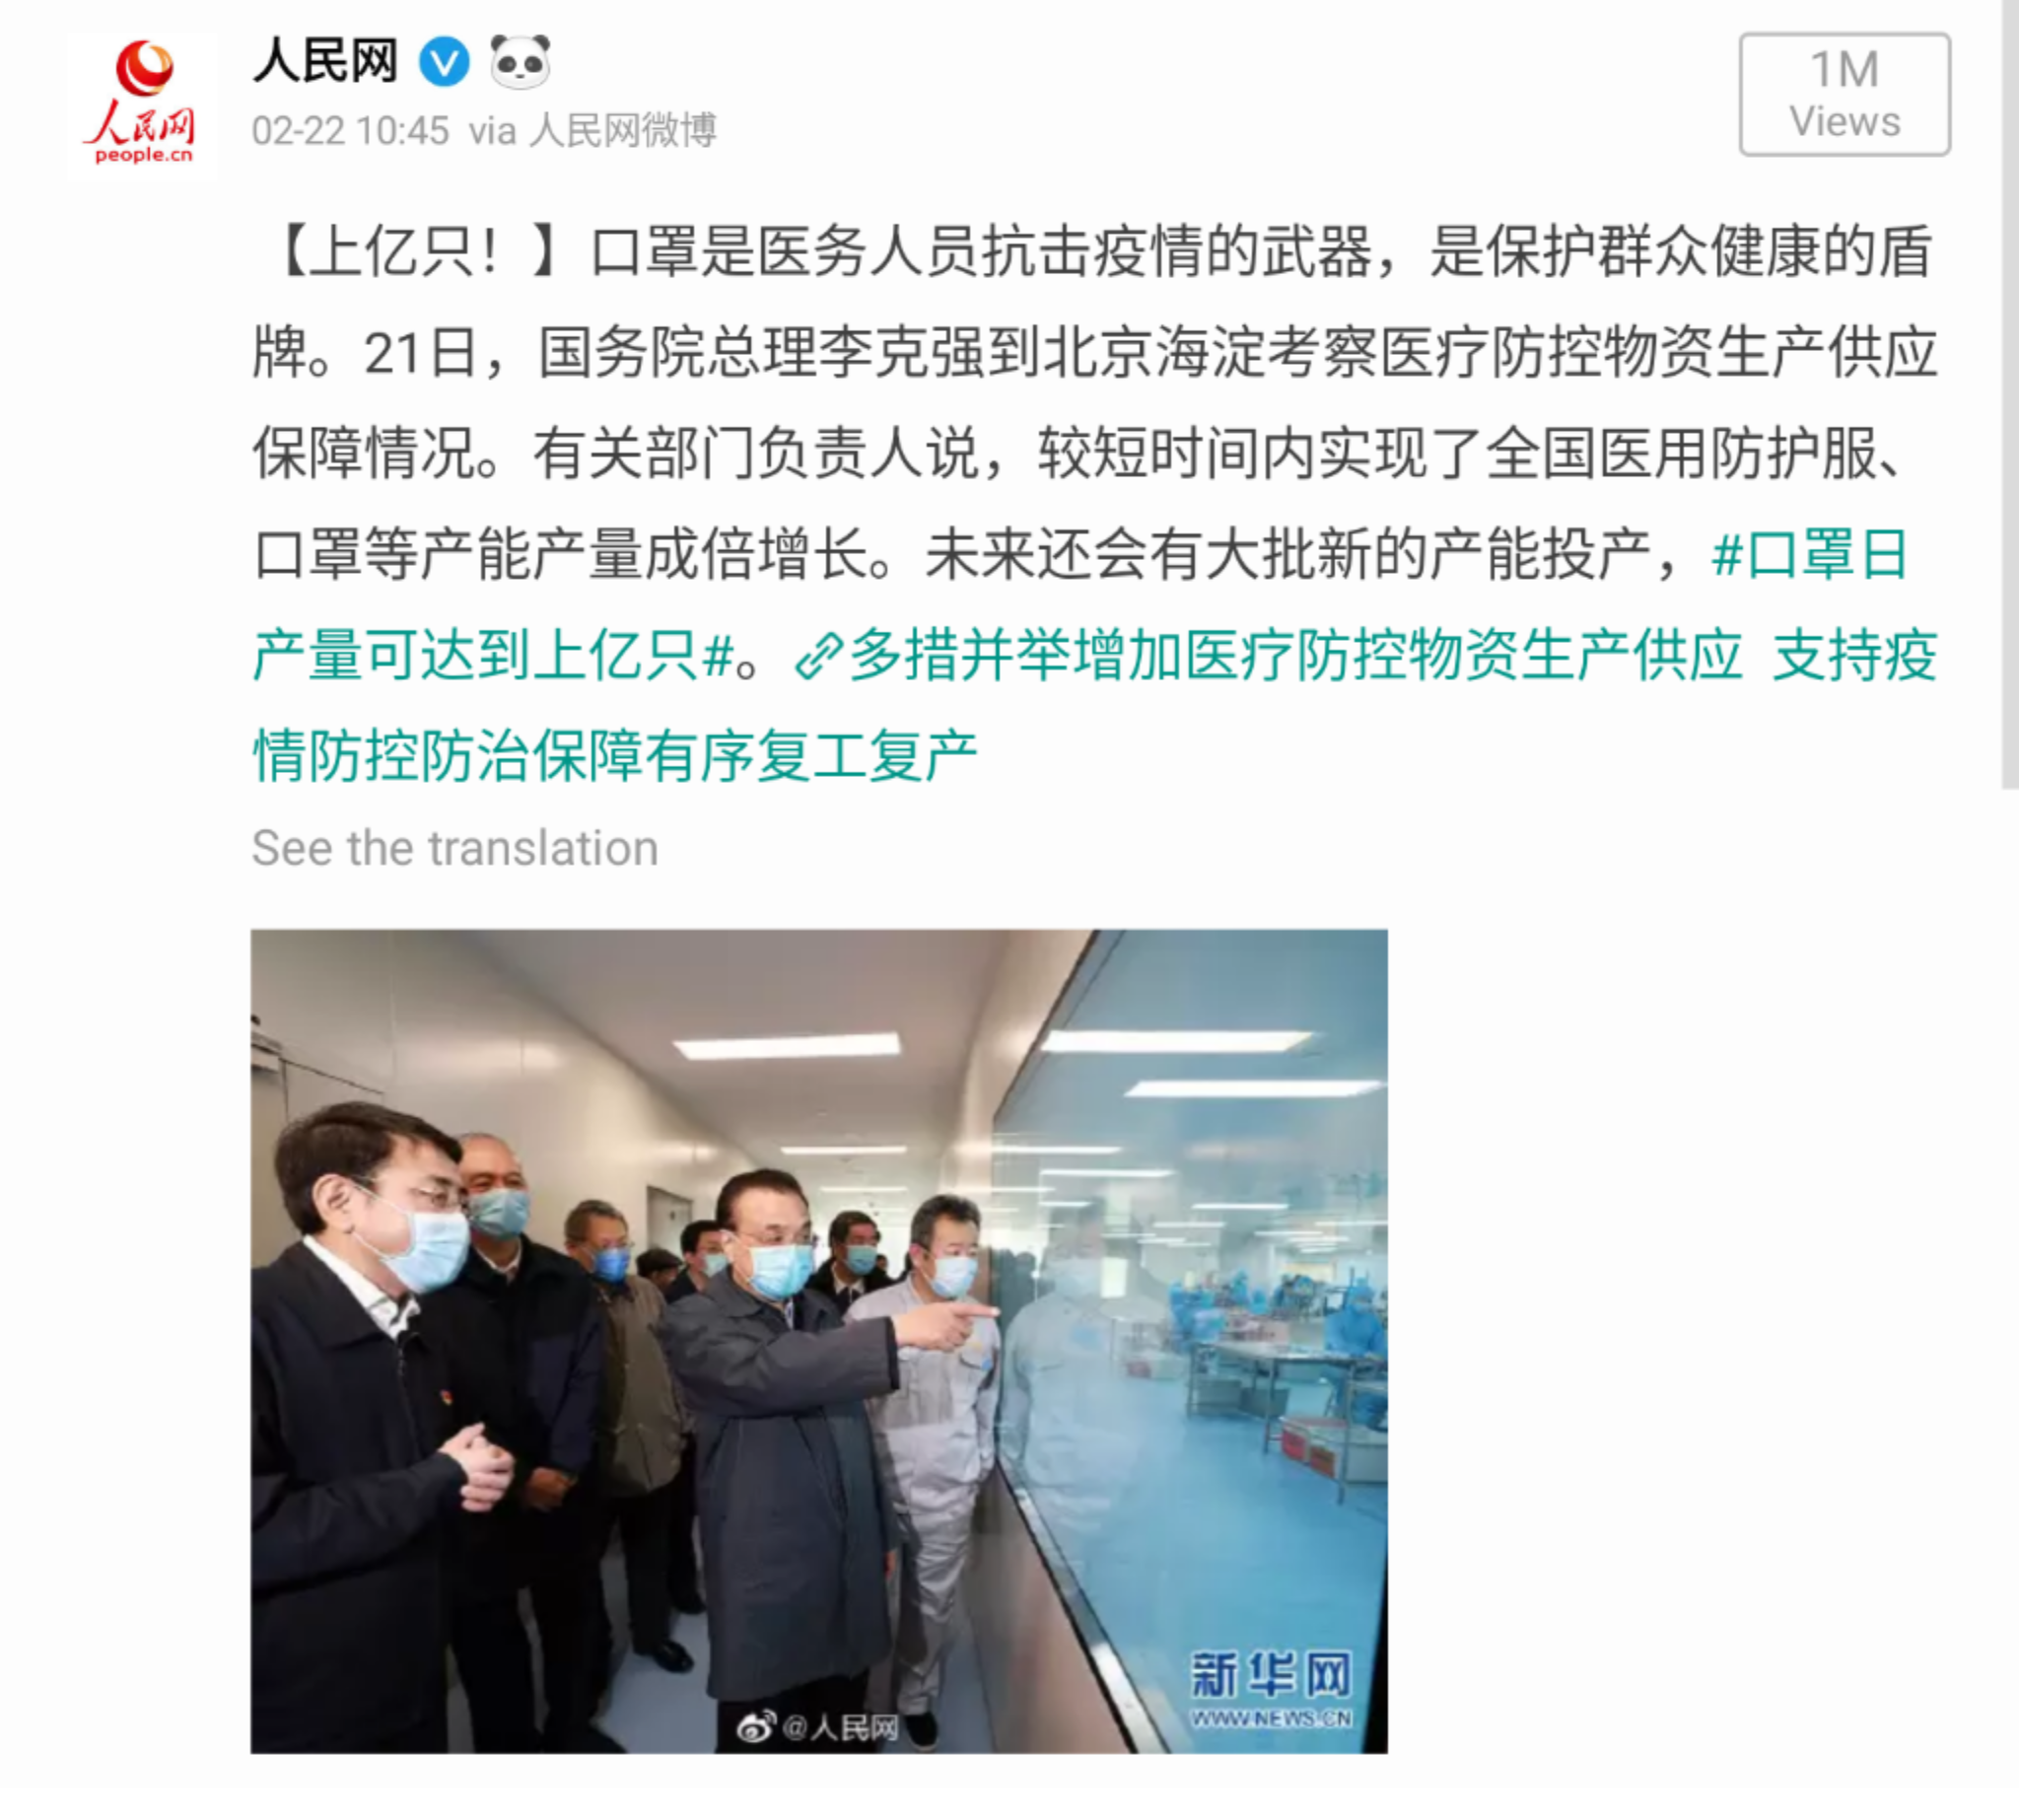 人民网
人民网
people.cn
02-22 10:45 via 人民网微博
1M
Views
【上亿只！】口罩是医务人员抗击疫情的武器，是保护群众健康的盾
牌。21日，国务院总理李克强到北京海淀考察医疗防控物资生产供应
保障情况。有关部门负责人说，较短时间内实现了全国医用防护服、
口罩等产能产量成倍增长。未来还会有大批新的产能投产，#口罩日
产量可达到上亿只#。多措并举增加医疗防控物资生产供应 支持疫
情防控防治保障有序复工复产
See the translation
新华网
WWW.NEWS.CN
@人民网